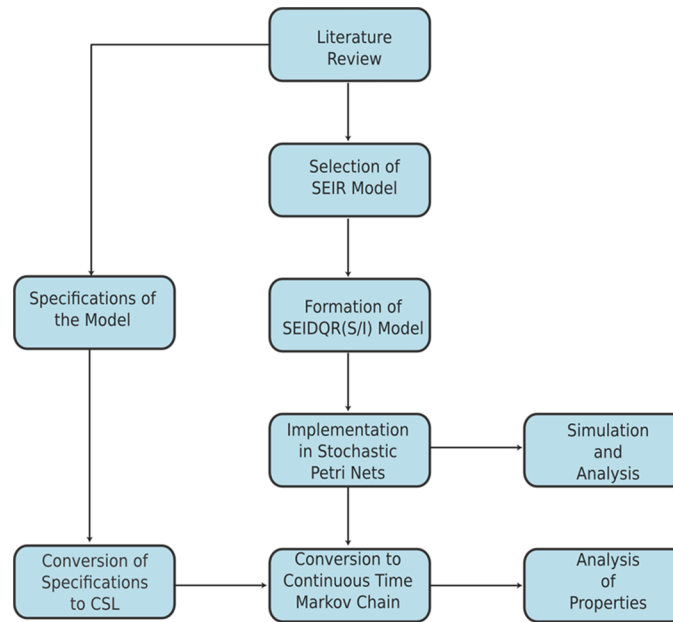 Literature
Review
Selection of
SEIR Model
Specifications of
the Model
Formation of
SEIDQR(S/I) Model
Implementation
in Stochastic
Petri Nets
Simulation
and
Analysis
Conversion of
Specifications
to CSL
Conversion to
Continuous Time
Markov Chain
Analysis
of
Properties